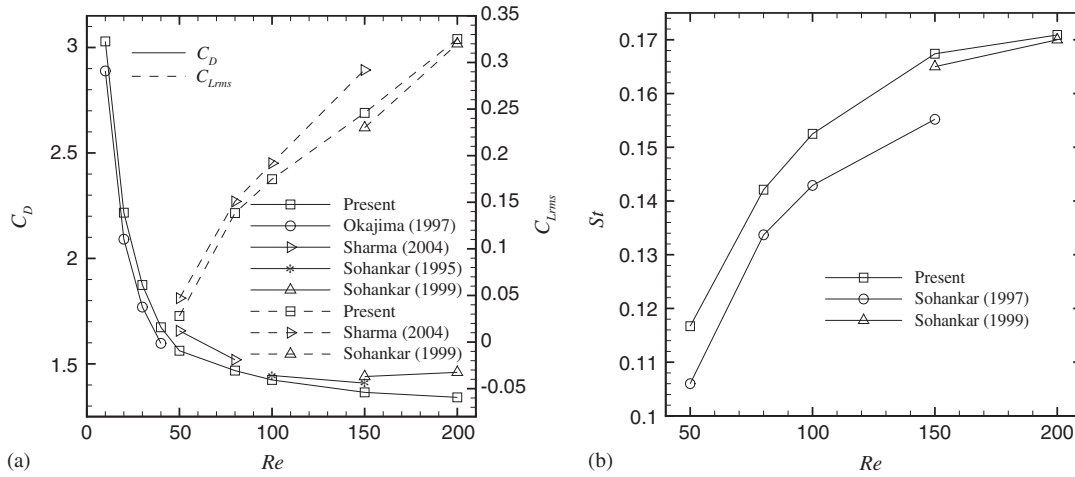 3
2.5
2
1.5
C_D
0.35
0.3
0.25
0.2
0.15
0.1
0.05
0
-0.05
C_Lrms
C_D
C_Lrms
Present
Okajima (1997)
Sharma (2004)
Sohankar (1995)
Sohankar (1999)
Present
Sharma (2004)
Sohankar (1999)
0 50 100 150 200
(a)
Re
0.17
0.16
0.15
0.14
0.13
0.12
0.11
0.1
St
Present
Sohankar (1997)
Sohankar (1999)
50 100 150 200
(b)
Re